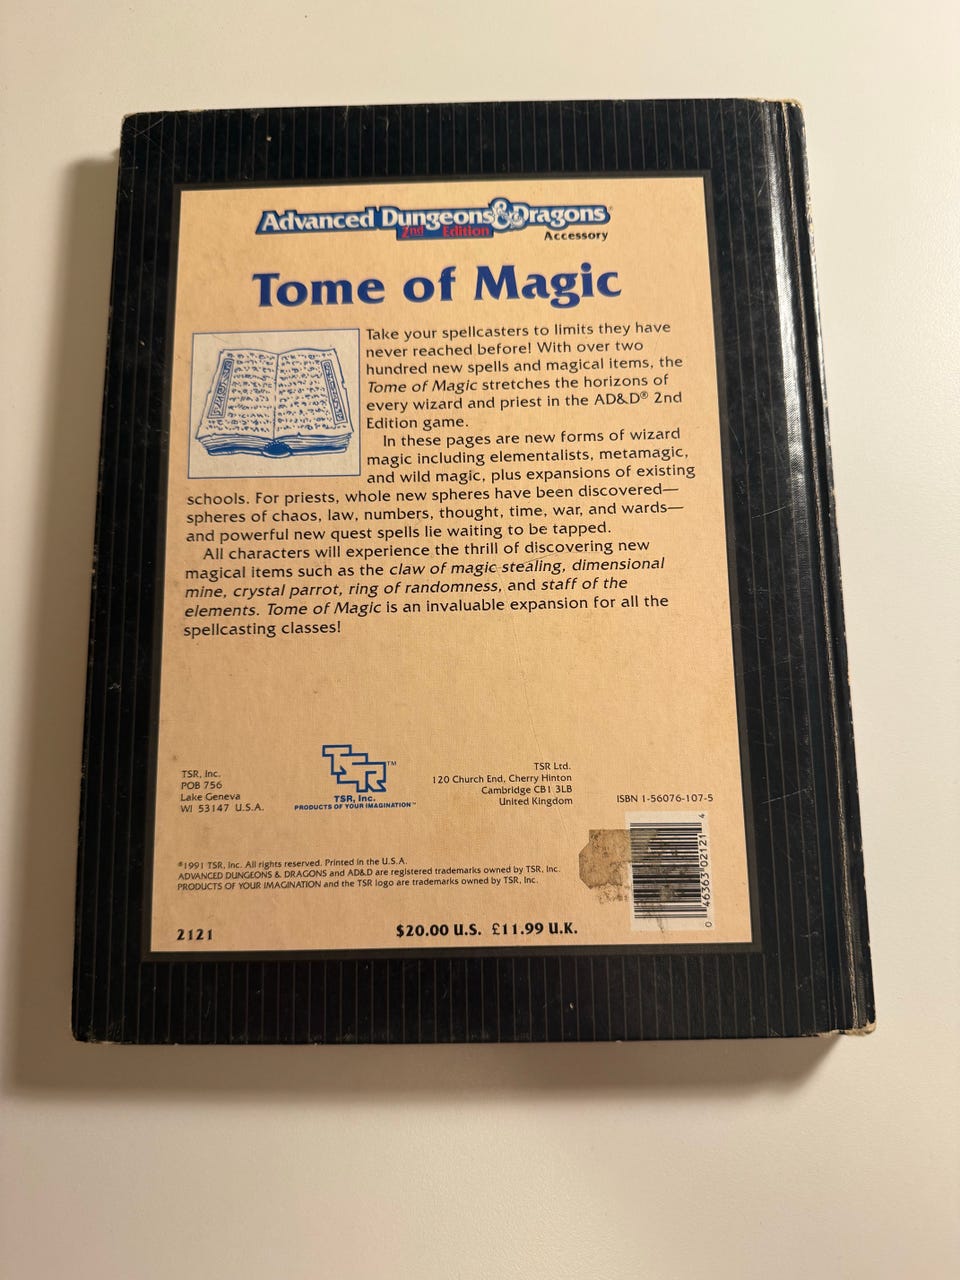 Advanced Dungeons & Dragons®
2nd Edition
Accessory
Tome of Magic
Take your spellcasters to limits they have
never reached before! With over two
hundred new spells and magical items, the
Tome of Magic stretches the horizons of
every wizard and priest in the AD&D® 2nd
Edition game.
In these pages are new forms of wizard
magic including elementalists, metamagic,
and wild magic, plus expansions of existing
schools. For priests, whole new spheres have been discovered—
spheres of chaos, law, numbers, thought, time, war, and wards—
and powerful new quest spells lie waiting to be tapped.
All characters will experience the thrill of discovering new
magical items such as the claw of magic stealing, dimensional
mine, crystal parrot, ring of randomness, and staff of the
elements. Tome of Magic is an invaluable expansion for all the
spellcasting classes!
TSR, Inc.
POB 756
Lake Geneva
WI 53147 U.S.A.
TSR™
TSR, Inc.
PRODUCTS OF YOUR IMAGINATION™
TSR Ltd.
120 Church End, Cherry Hinton
Cambridge CB1 3LB
United Kingdom
ISBN 1-56076-107-5
©1991 TSR, Inc. All rights reserved. Printed in the U.S.A.
ADVANCED DUNGEONS & DRAGONS and AD&D are registered trademarks owned by TSR, Inc.
PRODUCTS OF YOUR IMAGINATION and the TSR logo are trademarks owned by TSR, Inc.
0 46363 02121 4
2121
$20.00 U.S. £11.99 U.K.